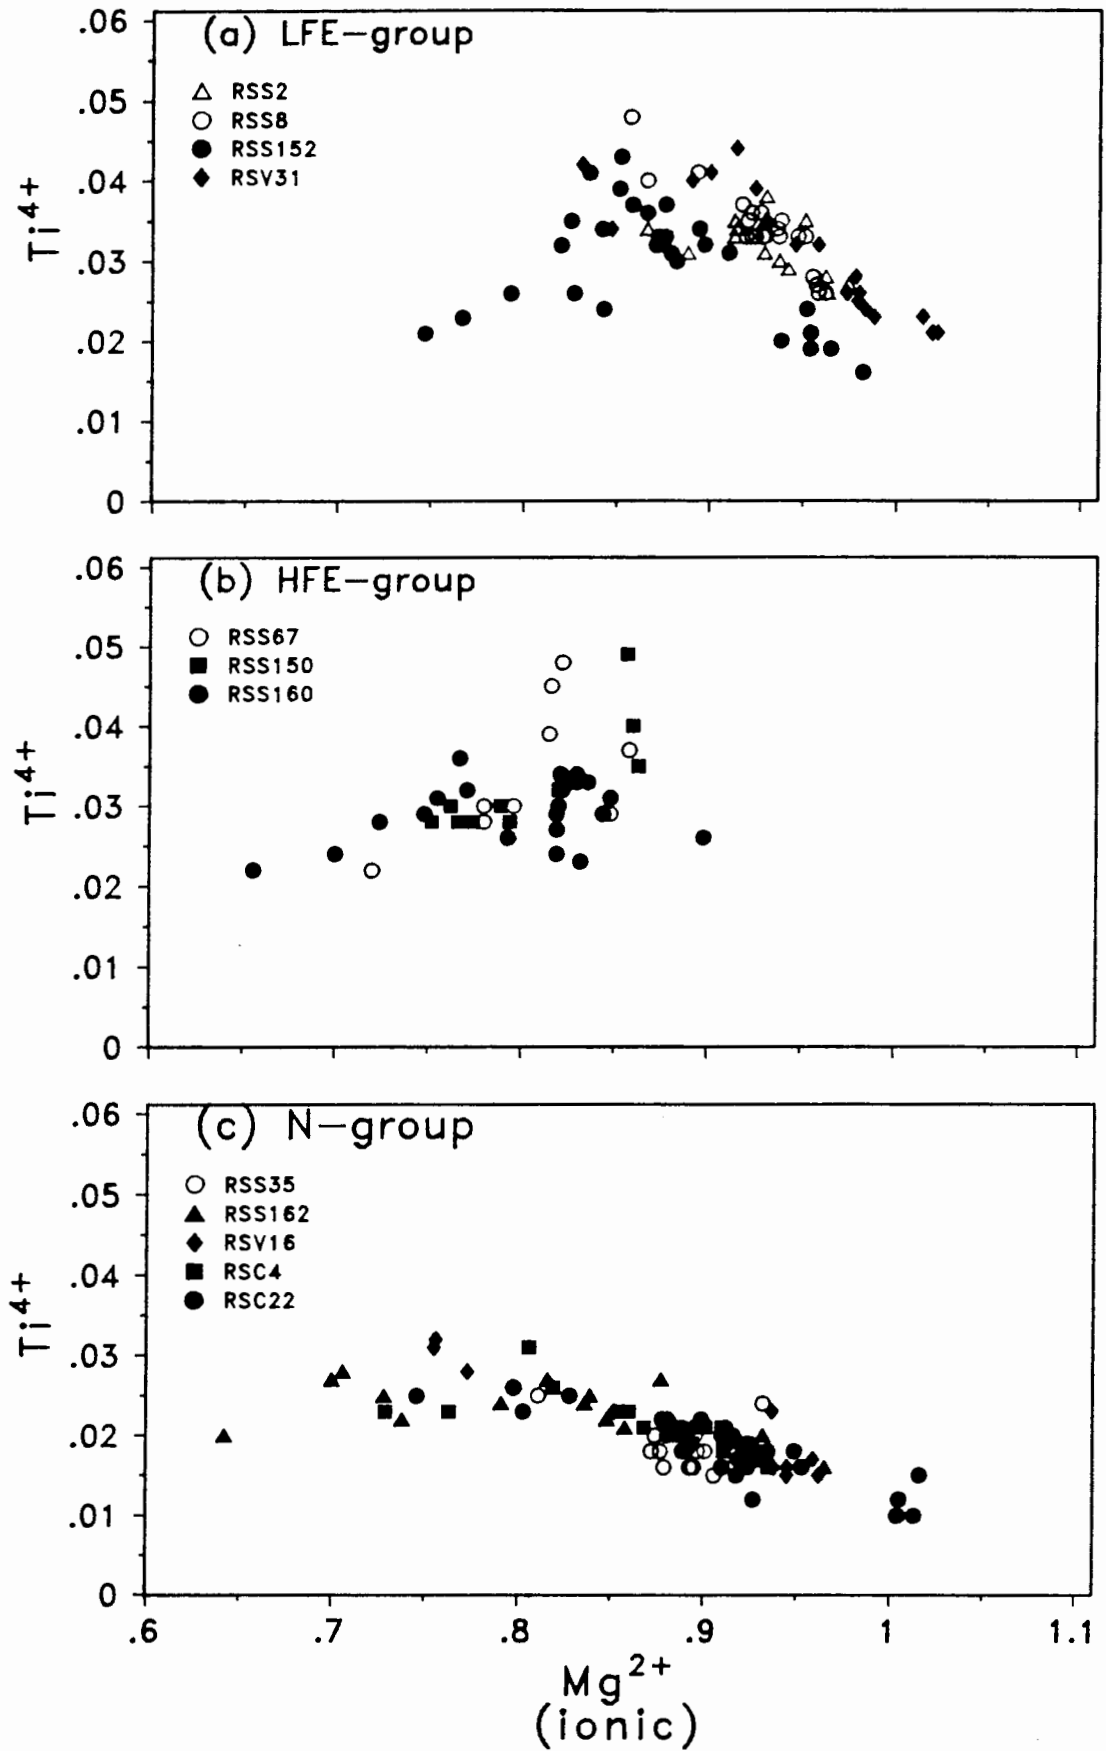 (a) LFE-group
RSS2
RSS8
RSS152
RSV31
Ti4+
.06
.05
.04
.03
.02
.01
0
(b) HFE-group
RSS67
RSS150
RSS160
Ti4+
.06
.05
.04
.03
.02
.01
0
(c) N-group
RSS35
RSS162
RSV16
RSC4
RSC22
Ti4+
.06
.05
.04
.03
.02
.01
0
.6 .7 .8 .9 1 1.1
Mg2+
(ionic)